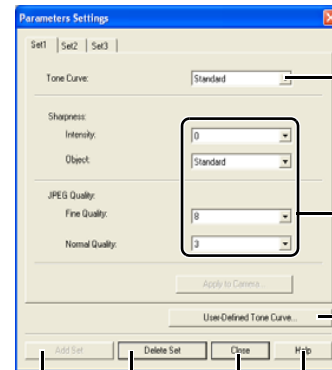 Parameters Settings
Set1 Set2 Set3
Tone Curve: Standard
Sharpness:
Intensity: 0
Object: Standard
JPEG Quality:
Fine Quality: 8
Normal Quality: 3
Apply to Camera...
User-Defined Tone Curve...
Add Set Delete Set Close Help